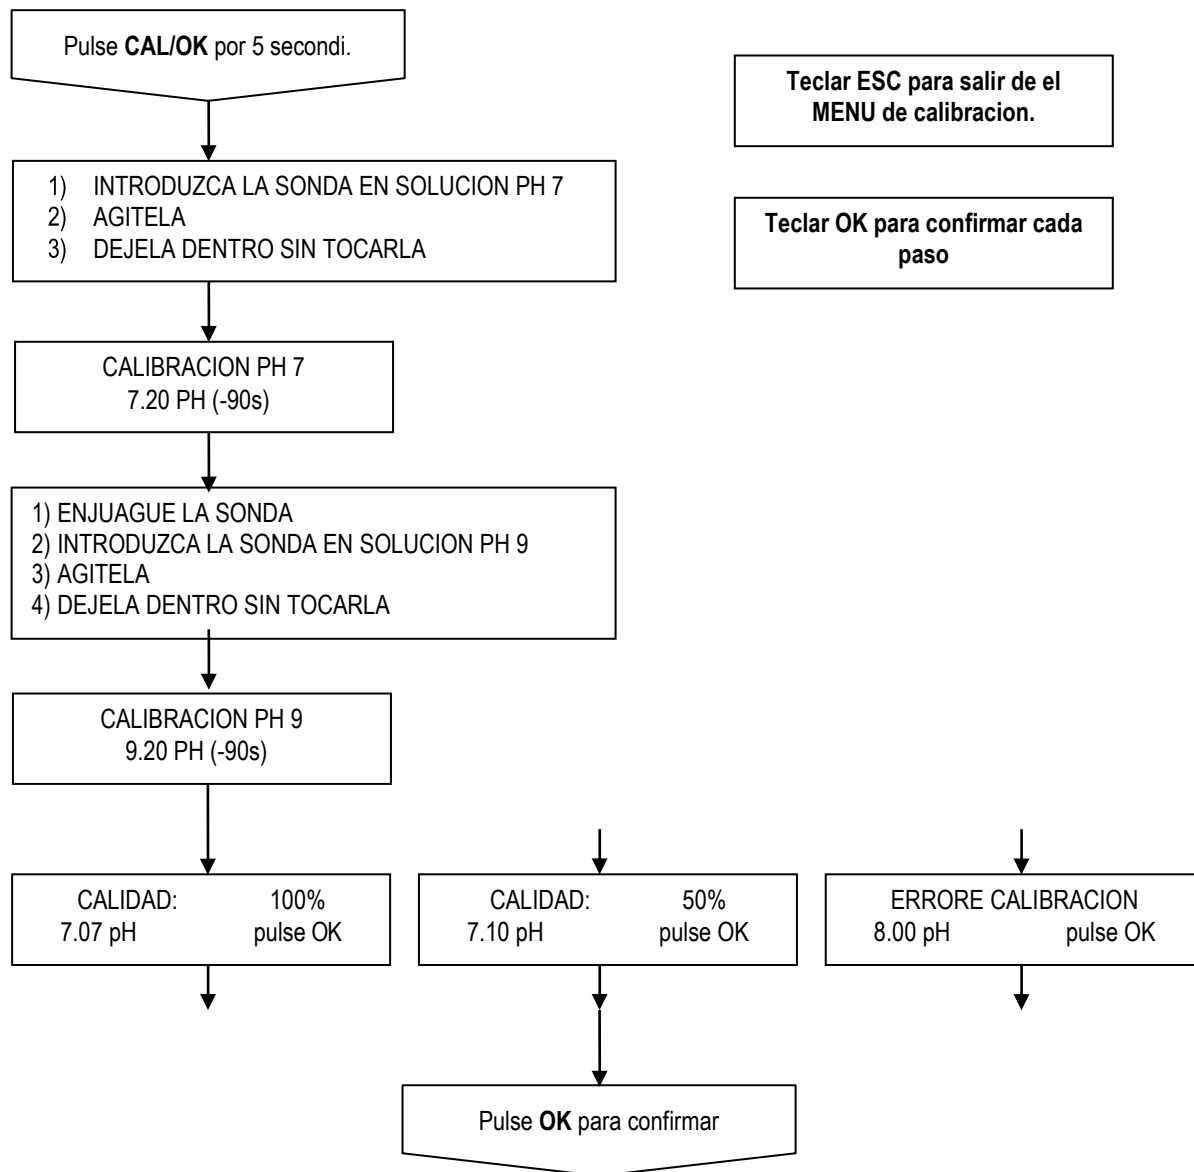 Pulse CAL/OK por 5 secondi.
Teclar ESC para salir de el
MENU de calibracion.
1) INTRODUZCA LA SONDA EN SOLUCION PH 7
2) AGITELA
3) DEJELA DENTRO SIN TOCARLA
Teclar OK para confirmar cada
paso
CALIBRACION PH 7
7.20 PH (-90s)
1) ENJUAGUE LA SONDA
2) INTRODUZCA LA SONDA EN SOLUCION PH 9
3) AGITELA
4) DEJELA DENTRO SIN TOCARLA
CALIBRACION PH 9
9.20 PH (-90s)
CALIDAD: 100%
7.07 pH pulse OK
CALIDAD: 50%
7.10 pH pulse OK
ERRORE CALIBRACION
8.00 pH pulse OK
Pulse OK para confirmar